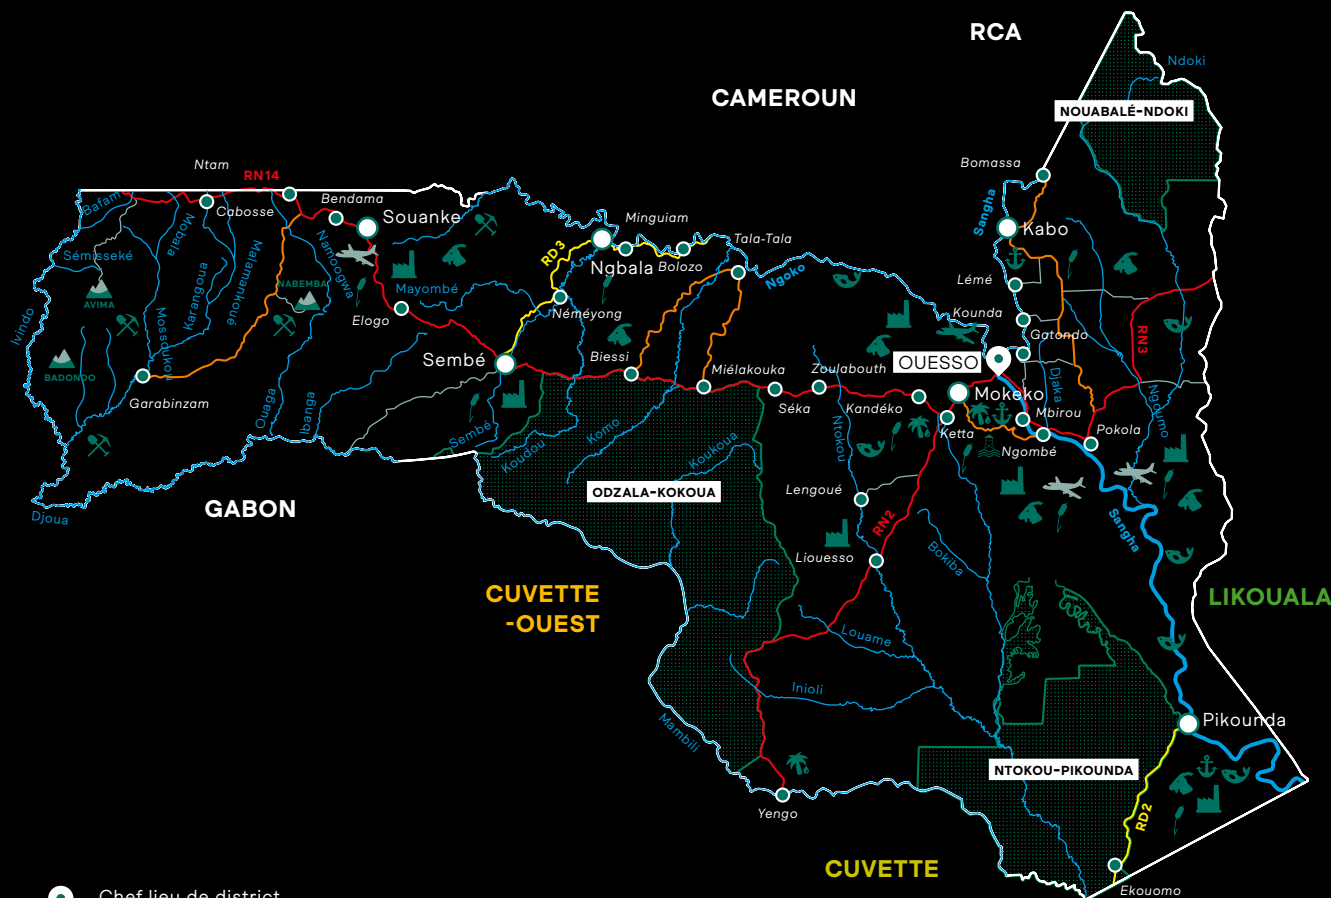 RCA
CAMEROUN
Ndoki
NOUABALÉ-NDOKI
Ntam
RN14
Bomassa
Bendama
Bafam
Cabosse
Souanke
Minguiam
Sangha
Mobala
Namoogwa
Malamankoué
Tala-Tala
Kabo
Sémisseké
RD3
Ngbala
Bolozo
Ngoko
Karangoua
NABEMBA
Mayombé
Lémé
AVIMA
Ivindo
Mossoukou
Elogo
Néméyong
Kounda
Gatondo
RN3
Sembé
Biessi
Miélakouka
Zoulabouth
OUESSO
BADONDO
Garabinzam
Séka
Kandéko
Mokeko
Djaka
Ngoumo
Ouaga
Ibanga
Sembé
Koudou
Komo
Koukoua
Ntokou
Ketta
Mbirou
Ngombé
Pokola
ODZALA-KOKOUA
Lengoué
GABON
Djoua
RN2
Sangha
Liouesso
Bokiba
CUVETTE
-OUEST
LIKOUALA
Louame
Inioli
Mambili
Pikounda
NTOKOU-PIKOUNDA
Yengo
RD2
CUVETTE
Ekouomo
Chef lieu de district